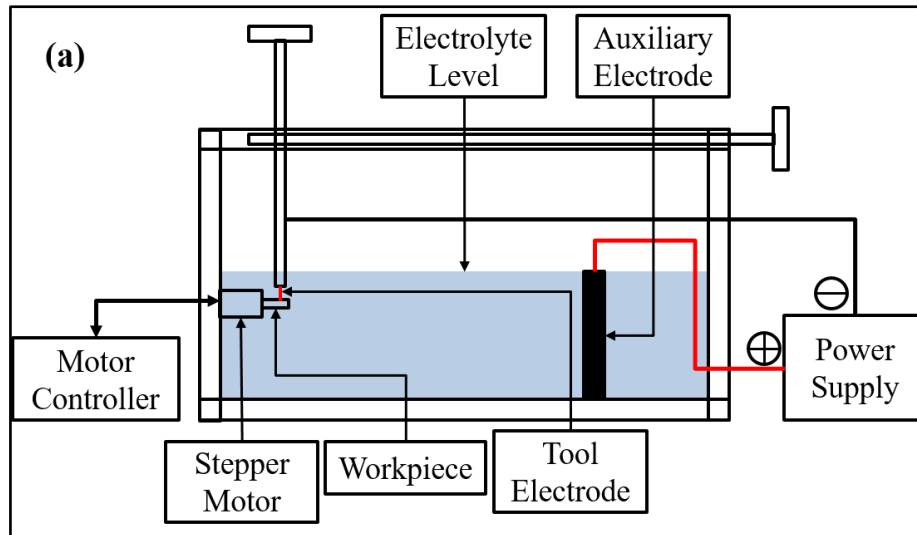 (a)
Electrolyte
Level
Auxiliary
Electrode
Motor
Controller
Power
Supply
Stepper
Motor
Workpiece
Tool
Electrode